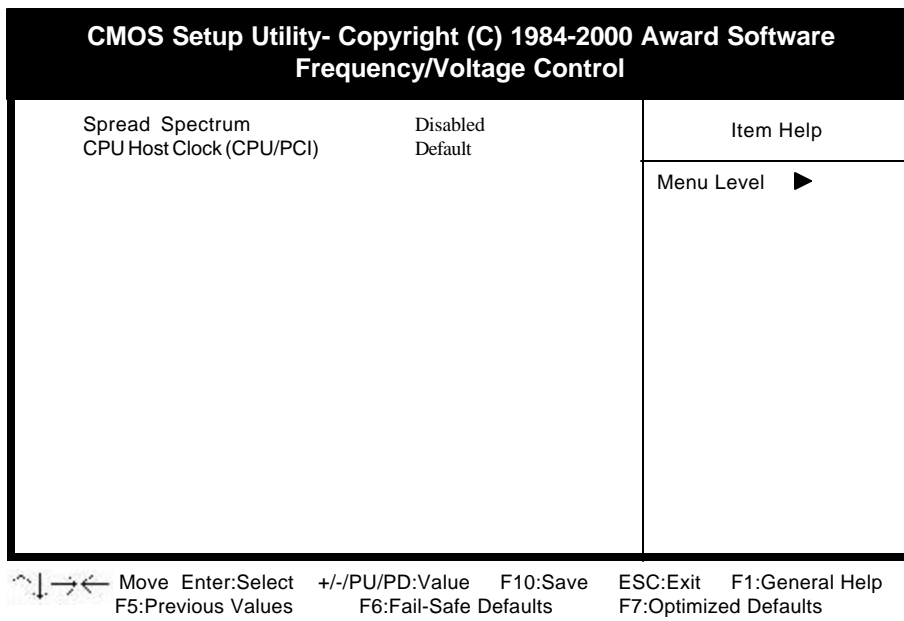 CMOS Setup Utility- Copyright (C) 1984-2000 Award Software
Frequency/Voltage Control
Spread Spectrum Disabled
CPU Host Clock (CPU/PCI) Default
Item Help
Menu Level ▶
Move Enter:Select +/-/PU/PD:Value F10:Save ESC:Exit F1:General Help
F5:Previous Values F6:Fail-Safe Defaults F7:Optimized Defaults